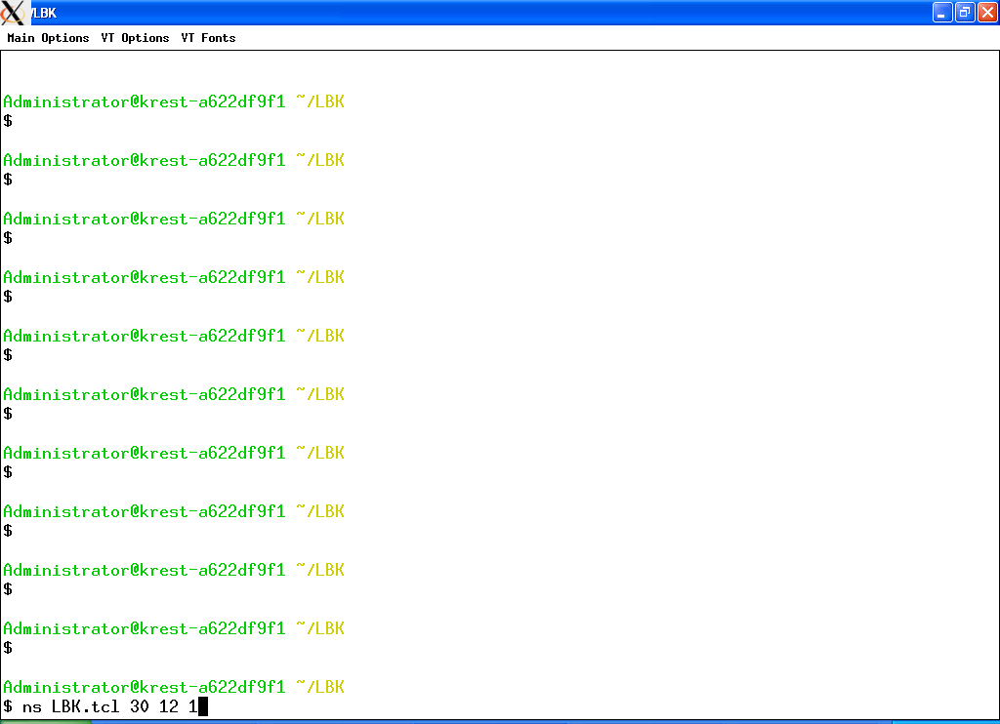 /LBK
Main Options VT Options VT Fonts
Administrator@krest-a622df9f1 ~/LBK
$
Administrator@krest-a622df9f1 ~/LBK
$
Administrator@krest-a622df9f1 ~/LBK
$
Administrator@krest-a622df9f1 ~/LBK
$
Administrator@krest-a622df9f1 ~/LBK
$
Administrator@krest-a622df9f1 ~/LBK
$
Administrator@krest-a622df9f1 ~/LBK
$
Administrator@krest-a622df9f1 ~/LBK
$
Administrator@krest-a622df9f1 ~/LBK
$
Administrator@krest-a622df9f1 ~/LBK
$
Administrator@krest-a622df9f1 ~/LBK
$ ns LBK.tcl 30 12 1